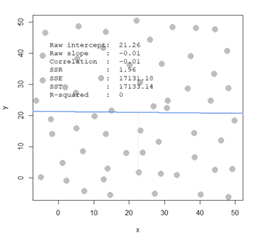 Raw intercept: 21.26
Raw slope : -0.01
Correlation : -0.01
SSR : 1.96
SSE : 17131.18
SST : 17133.14
R-squared : 0
50
40
30
20
10
0
y
0 10 20 30 40 50
x